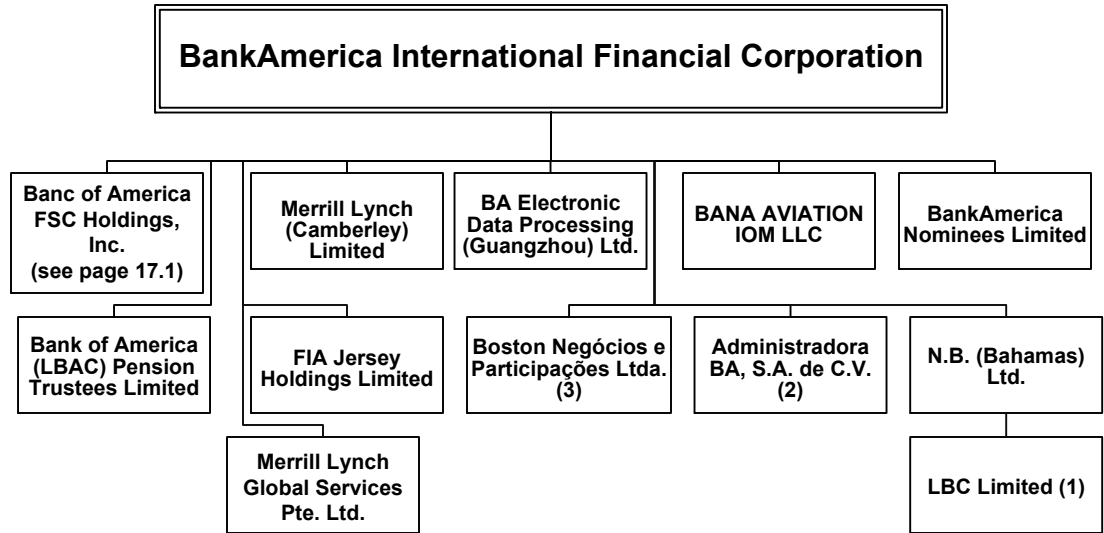 BankAmerica International Financial Corporation
Banc of America
FSC Holdings,
Inc.
(see page 17.1)
Merrill Lynch
(Camberley)
Limited
BA Electronic
Data Processing
(Guangzhou) Ltd.
BANA AVIATION
IOM LLC
BankAmerica
Nominees Limited
Bank of America
(LBAC) Pension
Trustees Limited
FIA Jersey
Holdings Limited
Boston Negócios e
Participações Ltda.
(3)
Administradora
BA, S.A. de C.V.
(2)
N.B. (Bahamas)
Ltd.
Merrill Lynch
Global Services
Pte. Ltd.
LBC Limited (1)